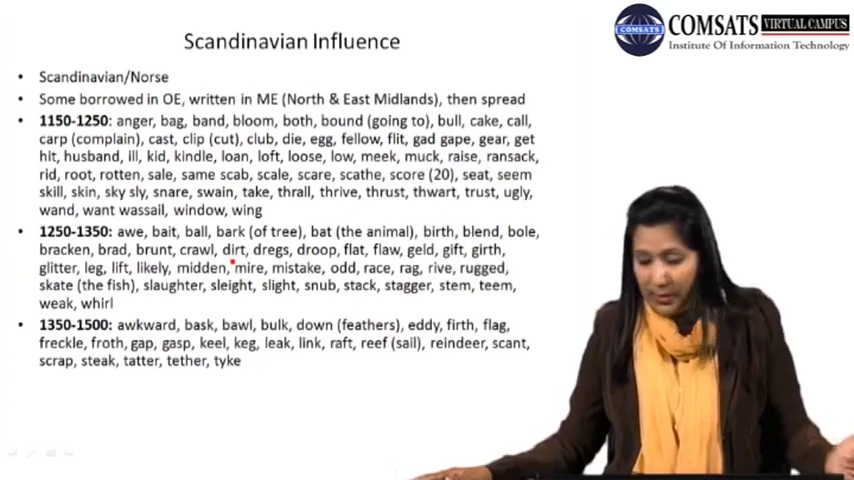 Scandinavian Influence
COMSATS VIRTUAL CAMPUS
COMSATS
Institute Of Information Technology
• Scandinavian/Norse
• Some borrowed in OE, written in ME (North & East Midlands), then spread
• 1150-1250: anger, bag, band, bloom, both, bound (going to), bull, cake, call,
carp (complain), cast, clip (cut), club, die, egg, fellow, flit, gad gape, gear, get
hit, husband, ill, kid, kindle, loan, loft, loose, low, meek, muck, raise, ransack,
rid, root, rotten, sale, same scab, scale, scare, scathe, score (20), seat, seem
skill, skin, sky sly, snare, swain, take, thrall, thrive, thrust, thwart, trust, ugly,
wand, want wassail, window, wing
• 1250-1350: awe, bait, ball, bark (of tree), bat (the animal), birth, blend, bole,
bracken, brad, brunt, crawl, dirt, dregs, droop, flat, flaw, geld, gift, girth,
glitter, leg, lift, likely, midden, mire, mistake, odd, race, rag, rive, rugged,
skate (the fish), slaughter, sleight, slight, snub, stack, stagger, stem, teem,
weak, whirl
• 1350-1500: awkward, bask, bawl, bulk, down (feathers), eddy, firth, flag,
freckle, froth, gap, gasp, keel, keg, leak, link, raft, reef (sail), reindeer, scant,
scrap, steak, tatter, tether, tyke